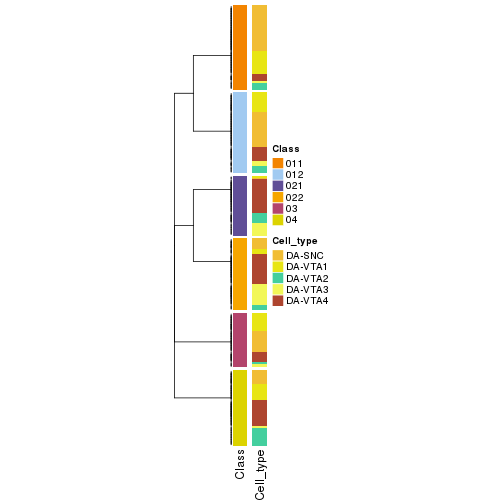 Class
011
012
021
022
03
04
Cell_type
DA-SNC
DA-VTA1
DA-VTA2
DA-VTA3
DA-VTA4
Class
Cell_type